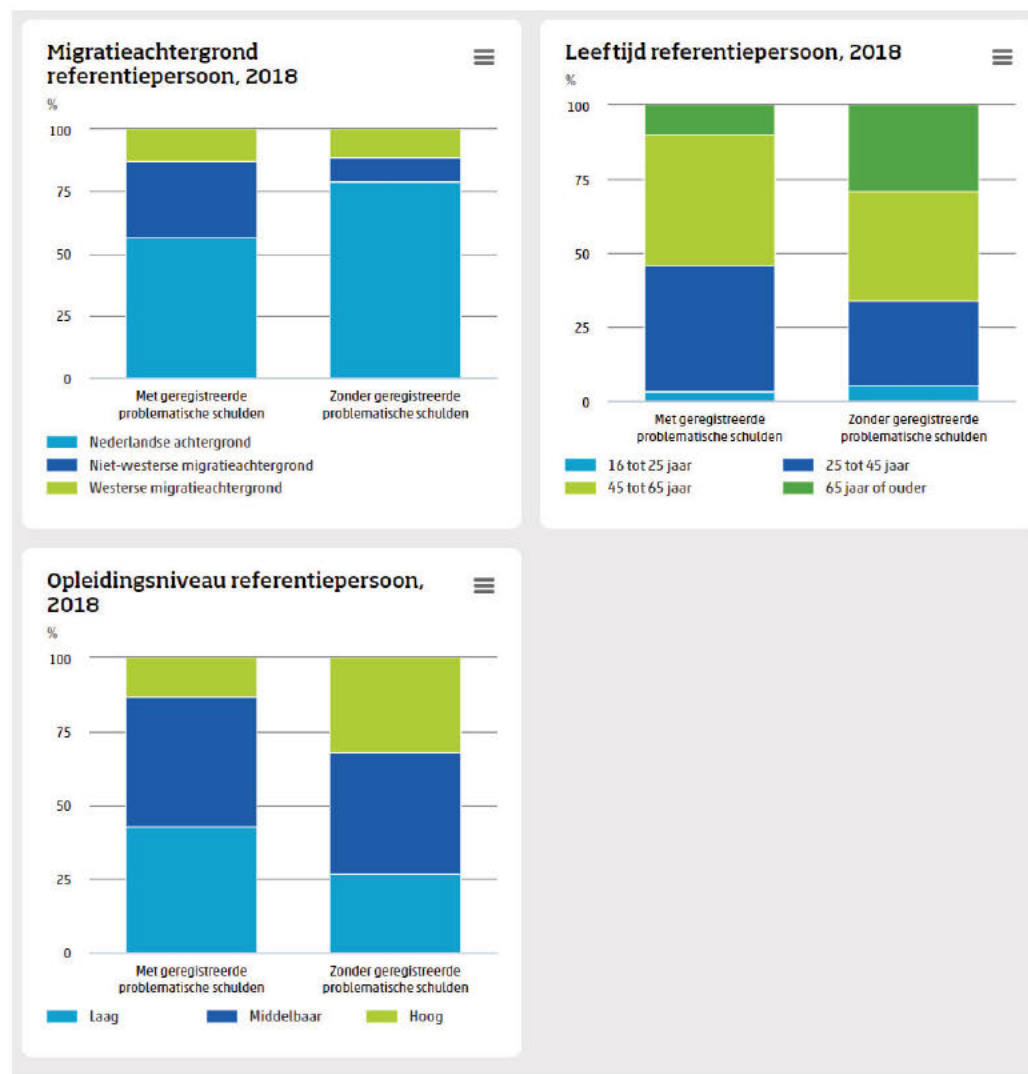 Migratieachtergrond
referentiepersoon, 2018
%
100
75
50
25
0
Met geregistreerde
problematische schulden
Zonder geregistreerde
problematische schulden
Nederlandse achtergrond
Niet-westerse migratieachtergrond
Westerse migratieachtergrond
Leeftijd referentiepersoon, 2018
%
100
75
50
25
0
Met geregistreerde
problematische schulden
Zonder geregistreerde
problematische schulden
16 tot 25 jaar
25 tot 45 jaar
45 tot 65 jaar
65 jaar of ouder
Opleidingsniveau referentiepersoon,
2018
%
100
75
50
25
0
Met geregistreerde
problematische schulden
Zonder geregistreerde
problematische schulden
Laag
Middelbaar
Hoog